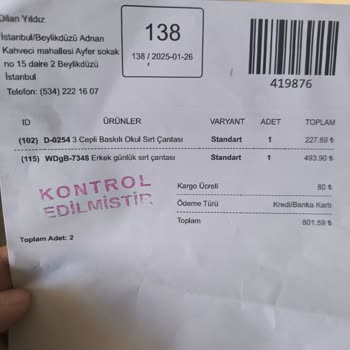 Dilan Yıldız
İstanbul/Beylikdüzü Adnan
Kahveci mahallesi Ayfer sokak
no 15 daire 2 Beylikdüzü
İstanbul
Telefon: (534) 222 16 07
138
138 / 2025-01-26
419876
ID ÜRÜNLER VARYANT ADET TOPLAM
(102) D-0254 3 Cepli Baskılı Okul Sırt Çantası Standart 1 227.69 ₺
(115) WDgB-7348 Erkek günlük sırt çantası Standart 1 493.90 ₺
KONTROL
EDİLMİŞTİR
Kargo Ücreti 80 ₺
Ödeme Türü Kredi/Banka Kartı
Toplam 801.59 ₺
Toplam Adet: 2